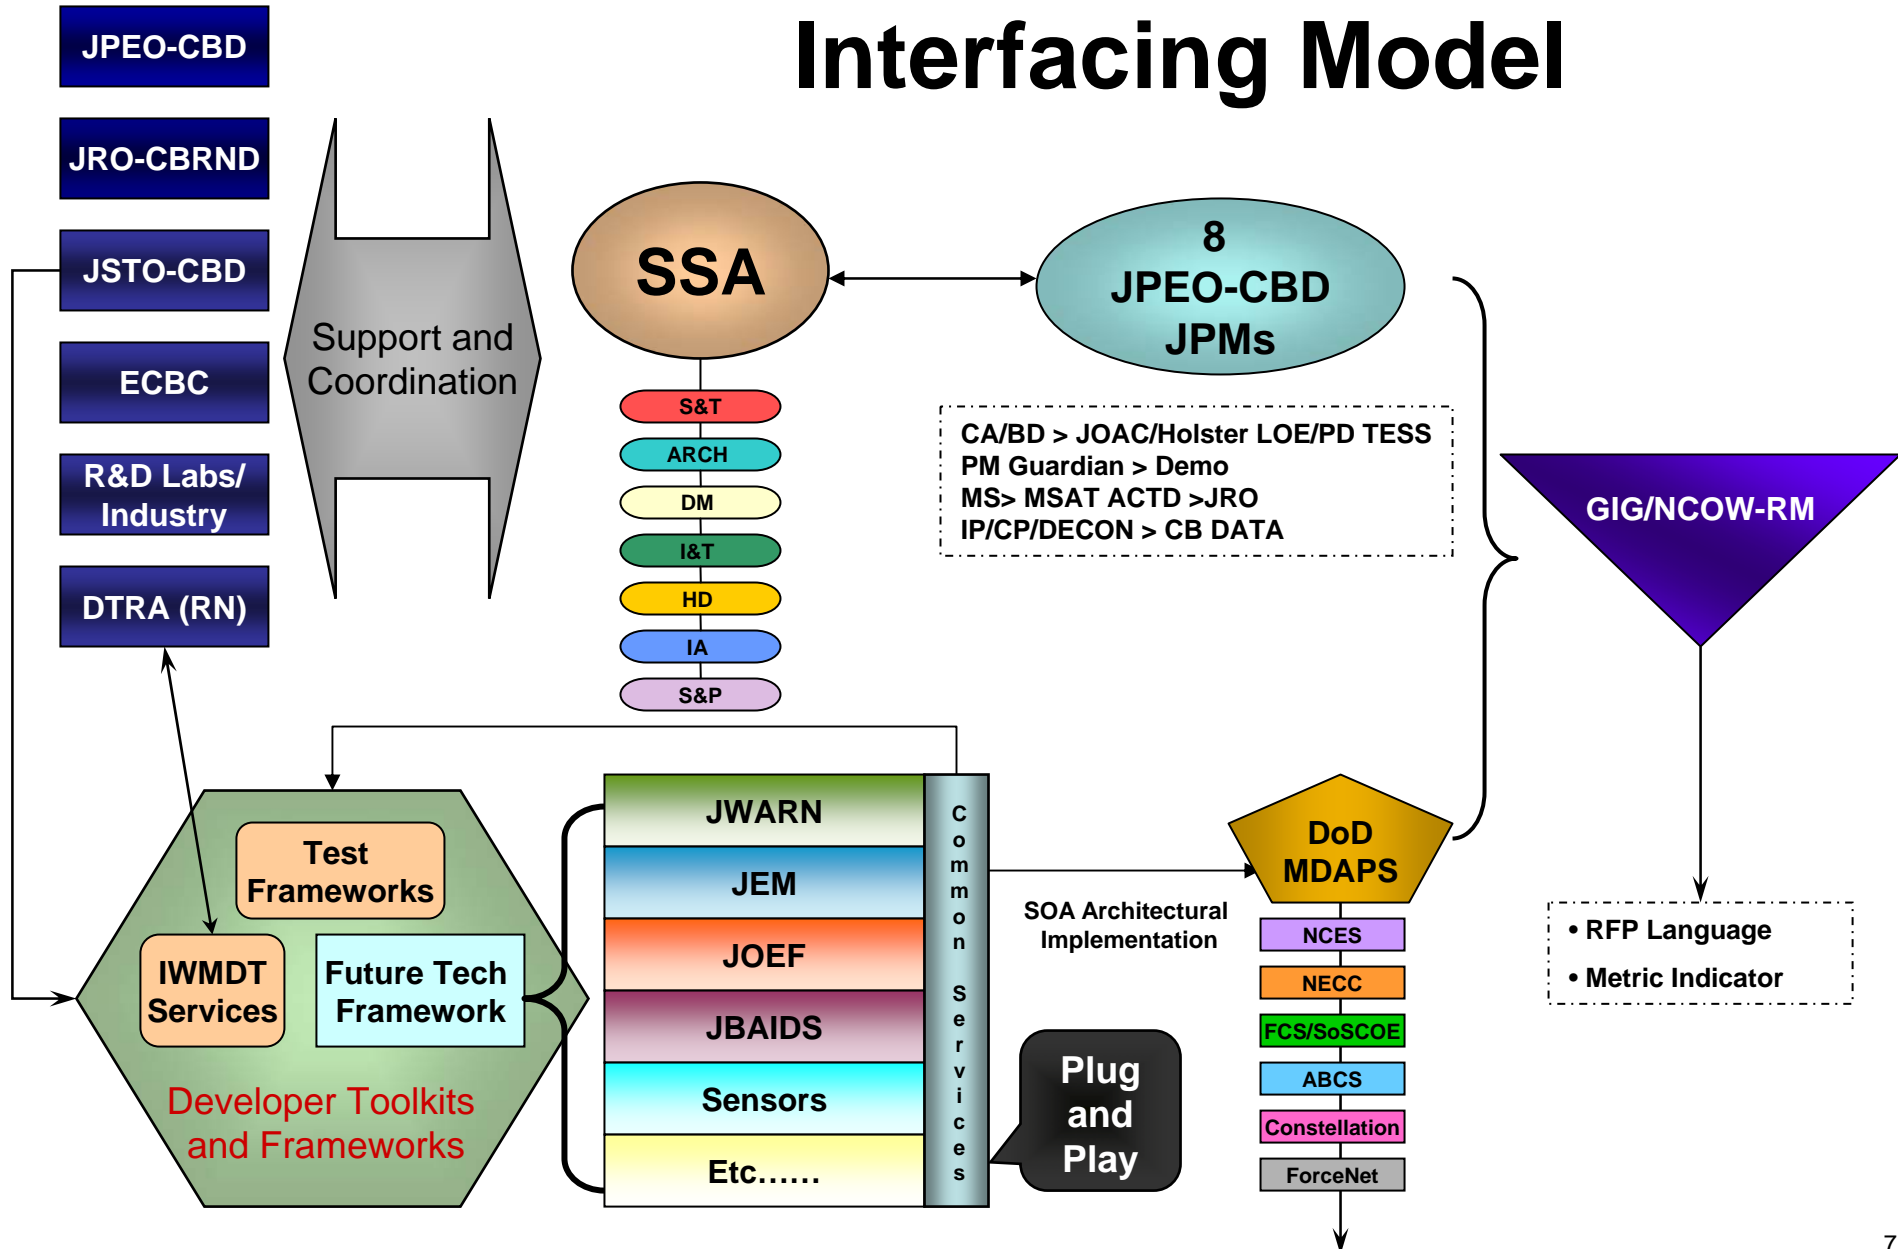 Interfacing Model
JPEO-CBD
JRO-CBRND
JSTO-CBD
ECBC
R&D Labs/
Industry
DTRA (RN)
Support and
Coordination
SSA
S&T
ARCH
DM
I&T
HD
IA
S&P
8
JPEO-CBD
JPMs
CA/BD > JOAC/Holster LOE/PD TESS
PM Guardian > Demo
MS> MSAT ACTD >JRO
IP/CP/DECON > CB DATA
GIG/NCOW-RM
• RFP Language
• Metric Indicator
Test
Frameworks
IWMDT
Services
Future Tech
Framework
Developer Toolkits
and Frameworks
JWARN
JEM
JOEF
JBAIDS
Sensors
Etc......
Common Services
Plug
and
Play
SOA Architectural
Implementation
DoD
MDAPS
NCES
NECC
FCS/SoSCOE
ABCS
Constellation
ForceNet
7